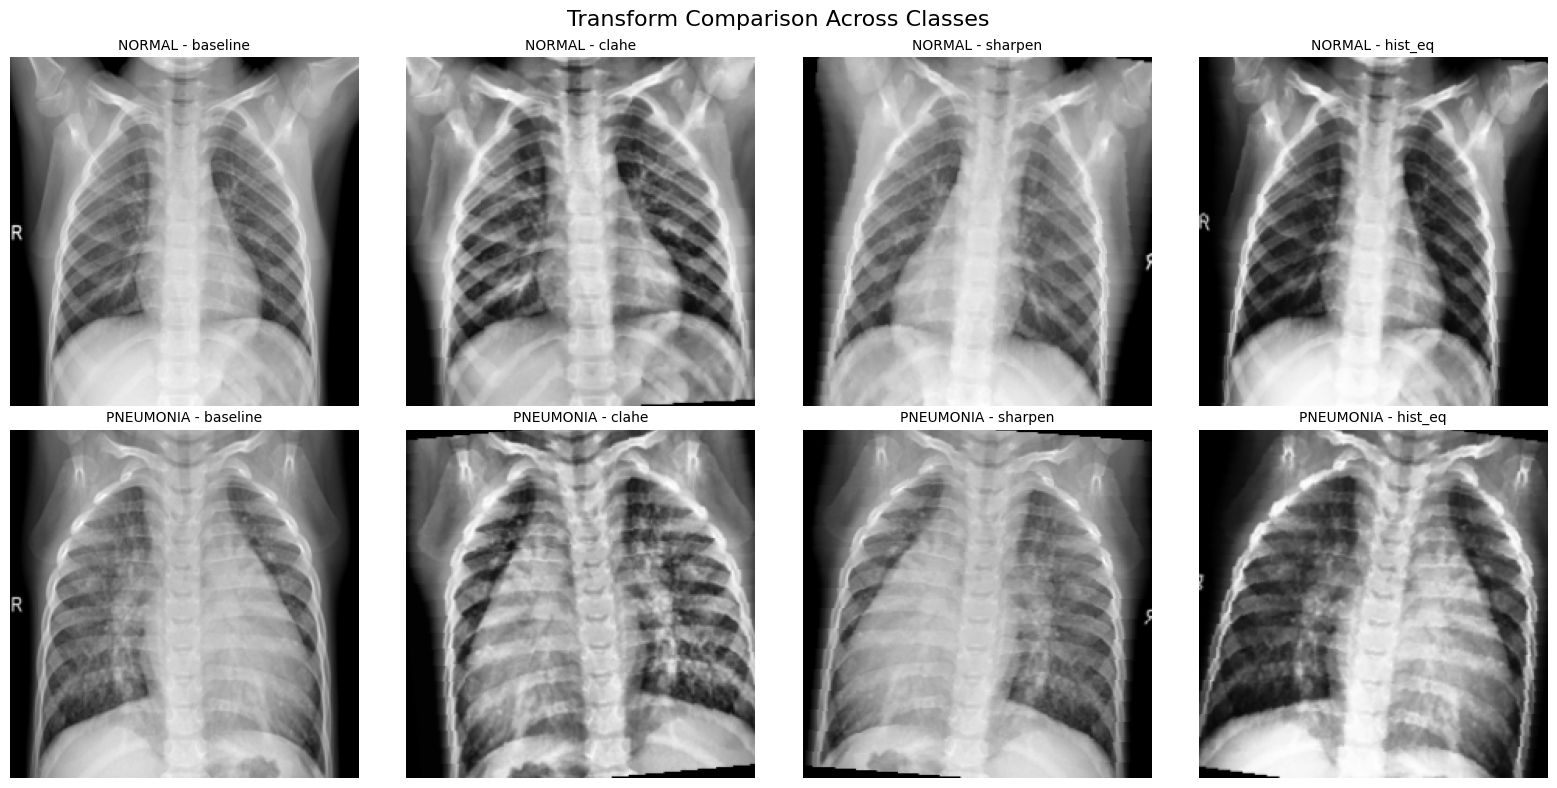 Transform Comparison Across Classes
NORMAL - baseline
NORMAL - clahe
NORMAL - sharpen
NORMAL - hist_eq
R
R
R
PNEUMONIA - baseline
PNEUMONIA - clahe
PNEUMONIA - sharpen
PNEUMONIA - hist_eq
R
R
R